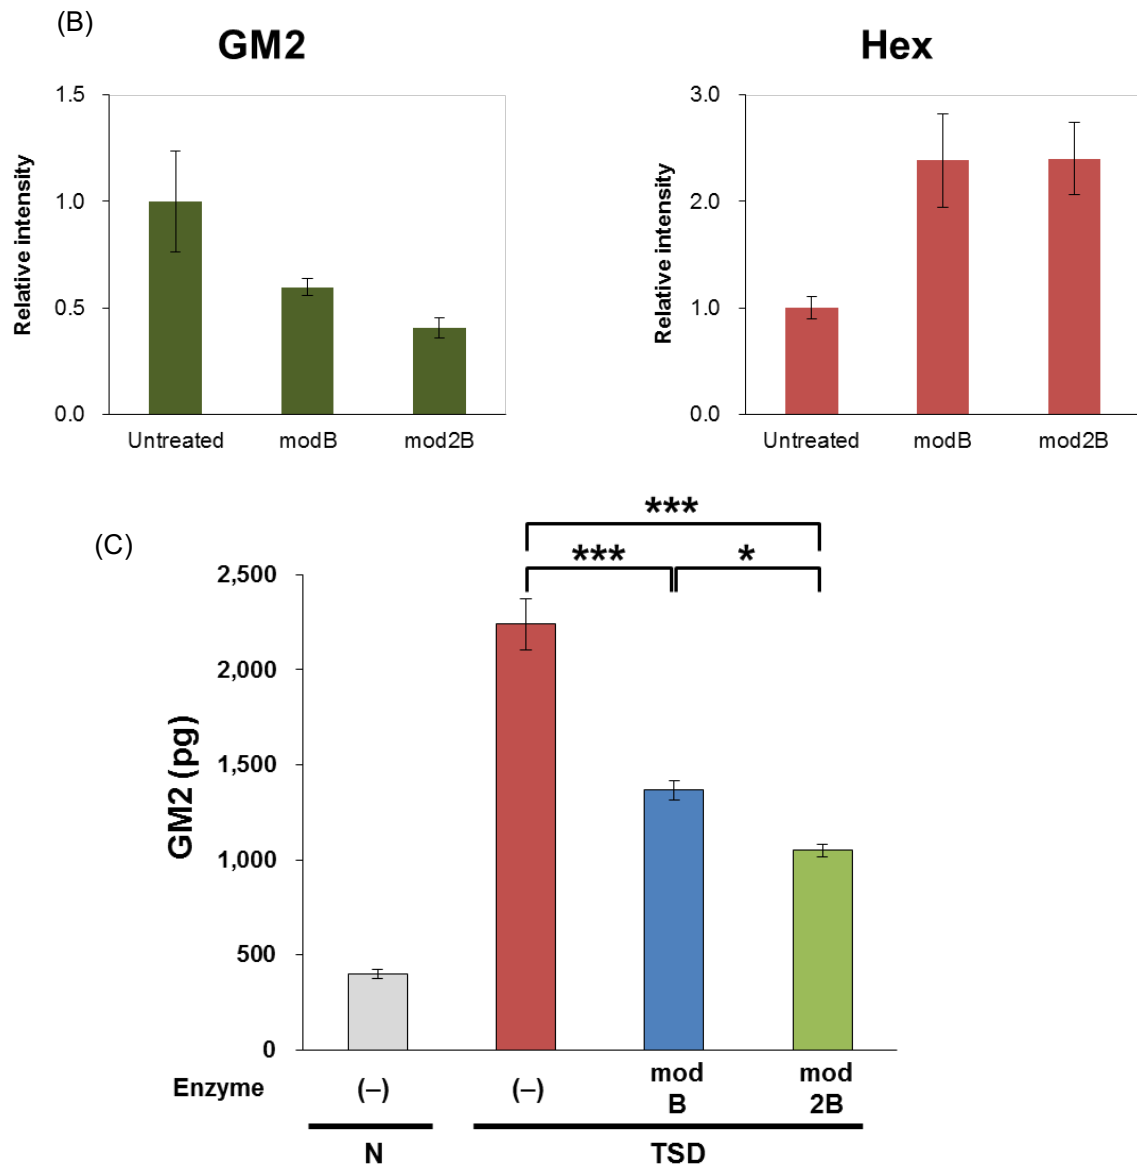 (B)
GM2
Hex
Relative intensity
1.5
1.0
0.5
0.0
Untreated modB mod2B
Relative intensity
3.0
2.0
1.0
0.0
Untreated modB mod2B
(C)
***
*** *
GM2 (pg)
2,500
2,000
1,500
1,000
500
0
Enzyme (–) (–) mod B mod 2B
N TSD